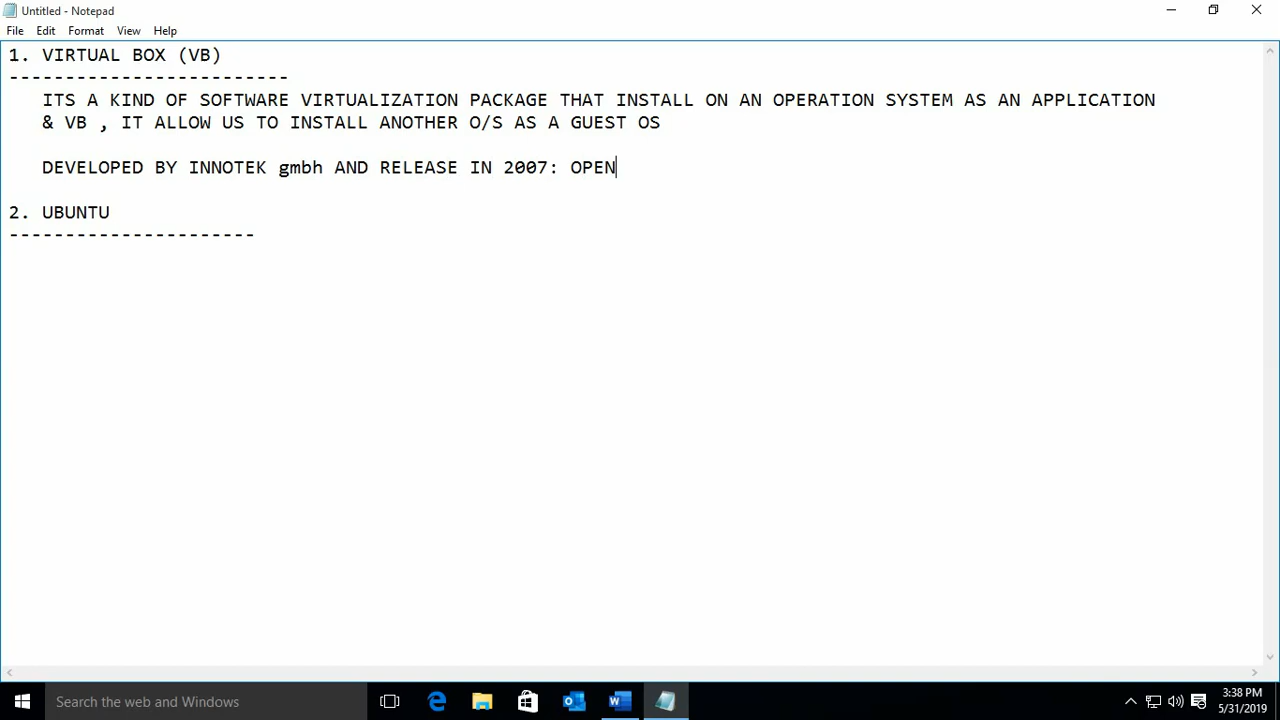 Untitled - Notepad
File Edit Format View Help
1. VIRTUAL BOX (VB)
-------------------------
ITS A KIND OF SOFTWARE VIRTUALIZATION PACKAGE THAT INSTALL ON AN OPERATION SYSTEM AS AN APPLICATION
& VB , IT ALLOW US TO INSTALL ANOTHER O/S AS A GUEST OS
DEVELOPED BY INNOTEK gmbh AND RELEASE IN 2007: OPEN
2. UBUNTU
----------------------
Search the web and Windows
3:38 PM
5/31/2019